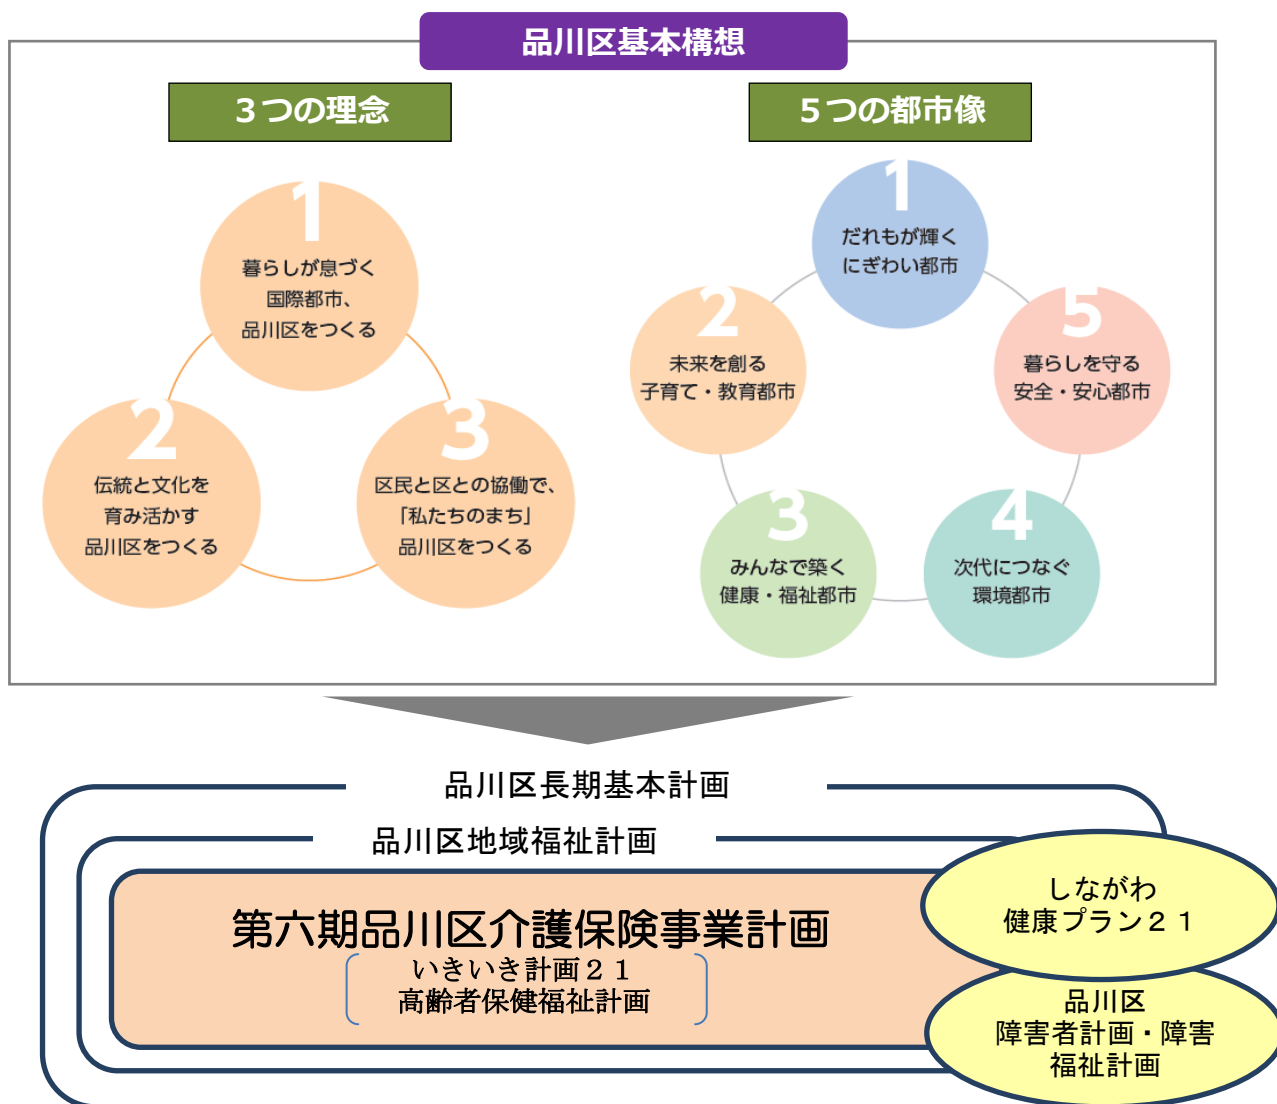 品川区基本構想
３つの理念
1
暮らしが息づく
国際都市、
品川区をつくる
2
伝統と文化を
育み活かす
品川区をつくる
3
区民と区との協働で、
「私たちのまち」
品川区をつくる
５つの都市像
1
だれもが輝く
にぎわい都市
2
未来を創る
子育て・教育都市
3
みんなで築く
健康・福祉都市
4
次代につなぐ
環境都市
5
暮らしを守る
安全・安心都市
品川区長期基本計画
品川区地域福祉計画
第六期品川区介護保険事業計画
いきいき計画２１
高齢者保健福祉計画
しながわ
健康プラン２１
品川区
障害者計画・障害
福祉計画